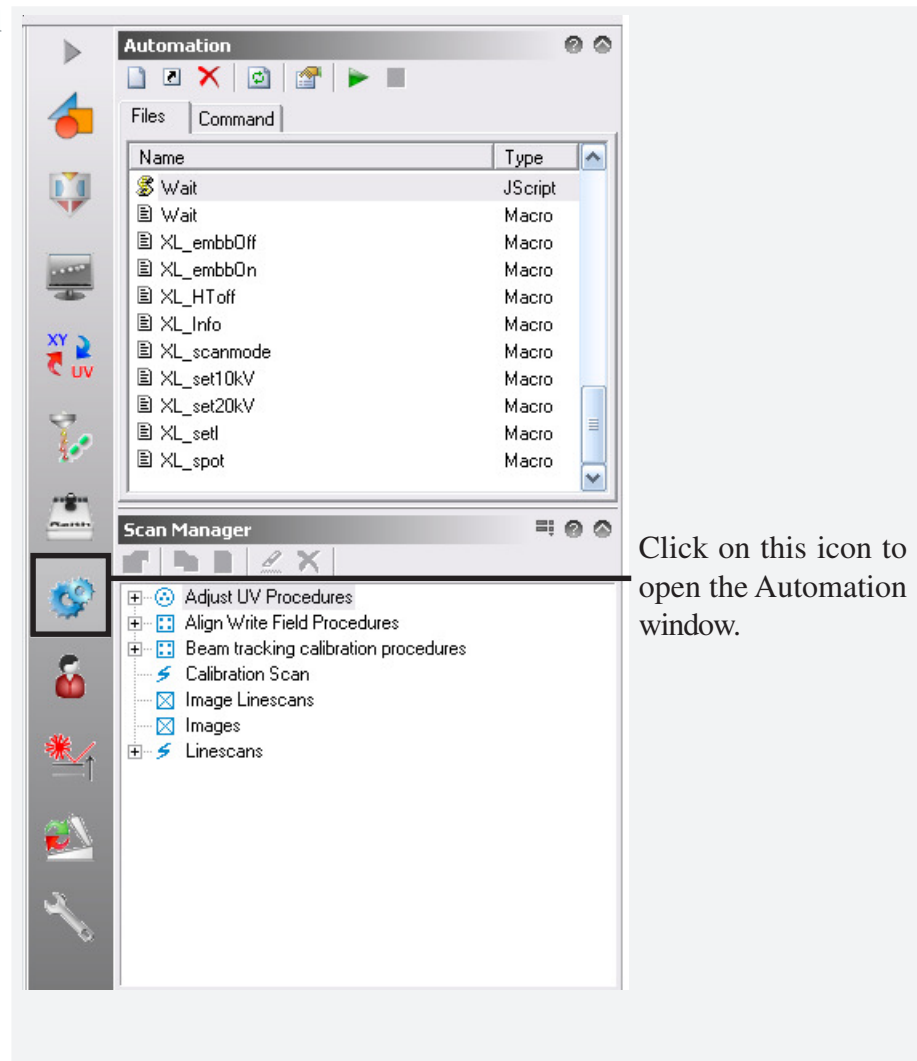 Automation
Files Command
Name Type
Wait JScript
Wait Macro
XL_embbOff Macro
XL_embbOn Macro
XL_HToff Macro
XL_Info Macro
XL_scanmode Macro
XL_set10kV Macro
XL_set20kV Macro
XL_setI Macro
XL_spot Macro
XY
UV
Raith
Scan Manager
Adjust UV Procedures
Align Write Field Procedures
Beam tracking calibration procedures
Calibration Scan
Image Linescans
Images
Linescans
Click on this icon to
open the Automation
window.